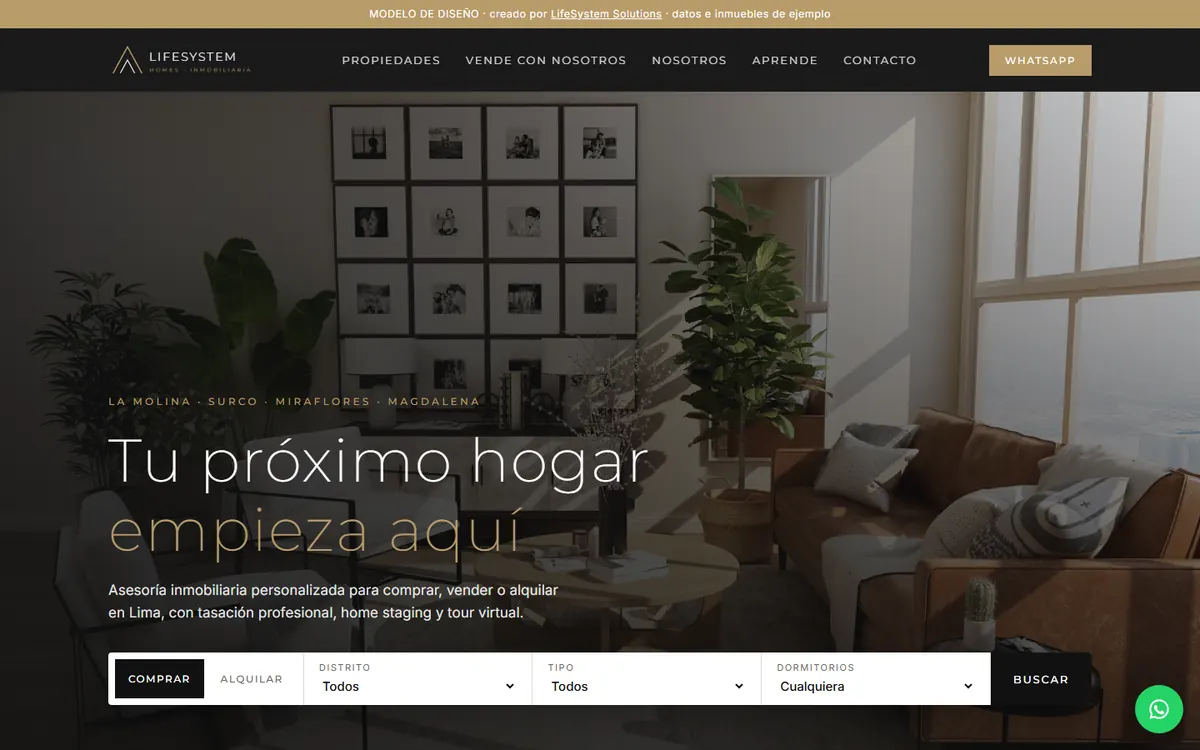 MODELO DE DISEÑO · creado por LifeSystem Solutions · datos e inmuebles de ejemplo
LIFESYSTEM
HOMES · INMOBILIARIA
PROPIEDADES
VENDE CON NOSOTROS
NOSOTROS
APRENDE
CONTACTO
WHATSAPP
LA MOLINA · SURCO · MIRAFLORES · MAGDALENA
Tu próximo hogar
empieza aquí
Asesoría inmobiliaria personalizada para comprar, vender o alquilar
en Lima, con tasación profesional, home staging y tour virtual.
COMPRAR
ALQUILAR
DISTRITO
Todos
TIPO
Todos
DORMITORIOS
Cualquiera
BUSCAR